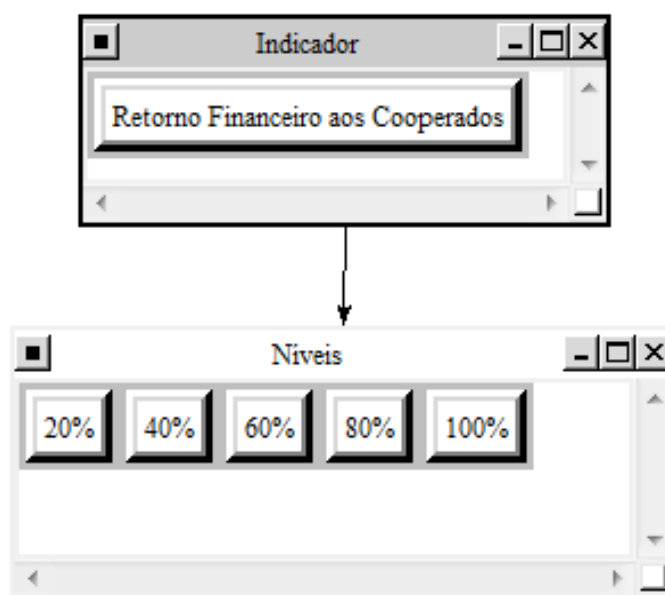 Indicador
Retorno Financeiro aos Cooperados
Níveis
20% 40% 60% 80% 100%